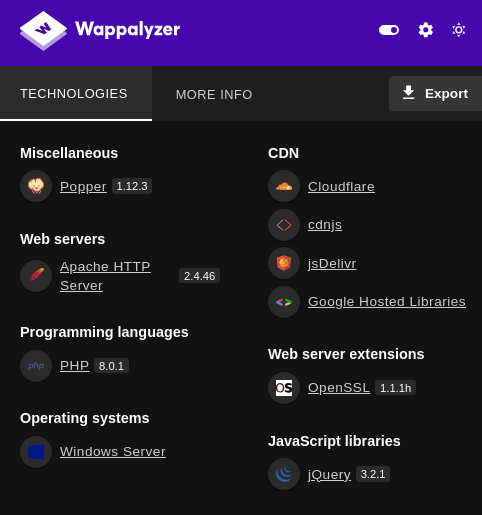 Wappalyzer
TECHNOLOGIES
MORE INFO
Export
Miscellaneous
Popper 1.12.3
Web servers
Apache HTTP
Server
2.4.46
Programming languages
php
PHP 8.0.1
Operating systems
Windows Server
CDN
Cloudflare
cdnjs
jsDelivr
Google Hosted Libraries
Web server extensions
OS
OpenSSL 1.1.1h
JavaScript libraries
jQuery 3.2.1